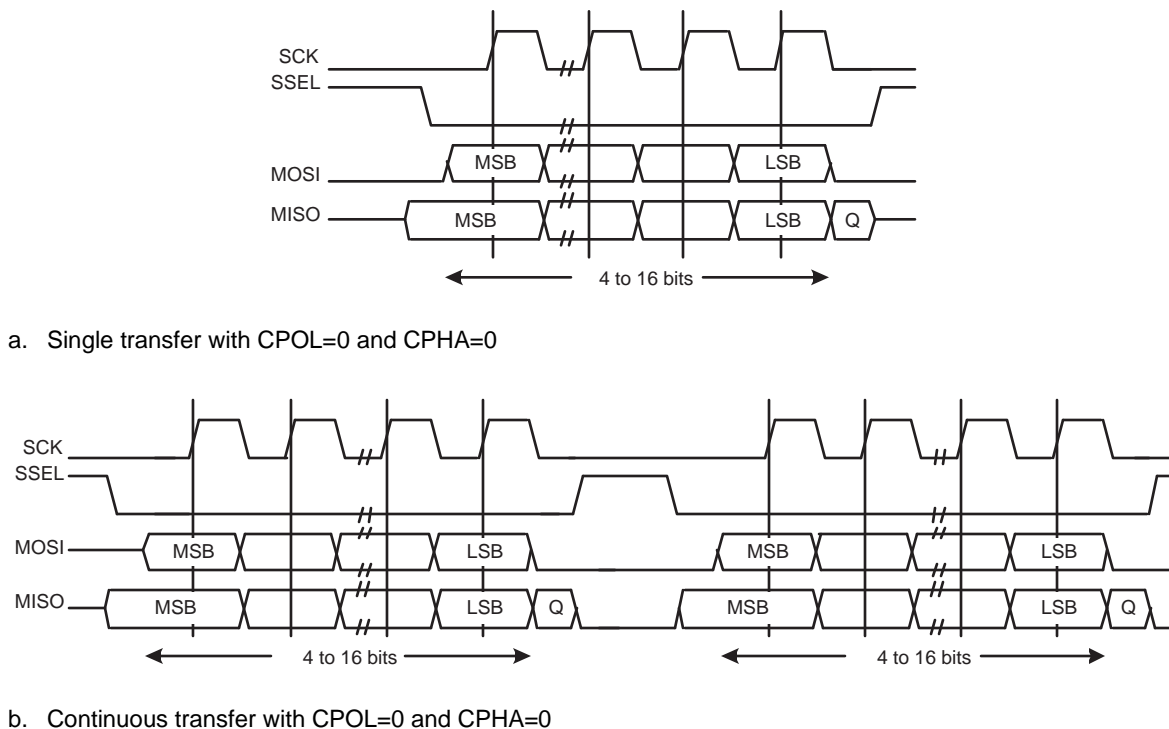 SCK
SSEL
MOSI
MSB
LSB
MISO
MSB
LSB
Q
4 to 16 bits
a. Single transfer with CPOL=0 and CPHA=0
SCK
SSEL
MOSI
MSB
LSB
MSB
LSB
MISO
MSB
LSB
Q
MSB
LSB
Q
4 to 16 bits
4 to 16 bits
b. Continuous transfer with CPOL=0 and CPHA=0